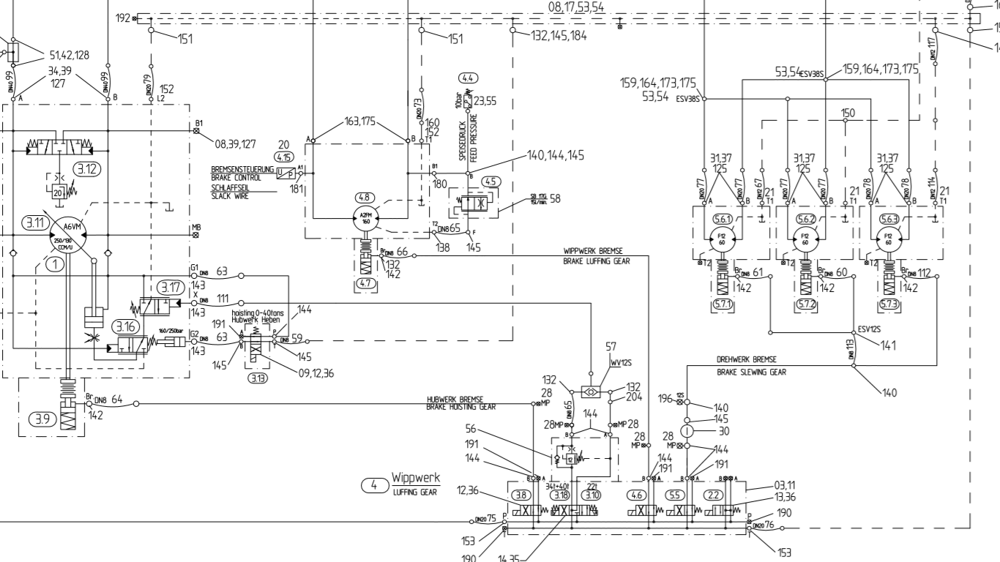 08,17,53,54
192
151
151
132,145,184
51,42,128
34,39
127
DN40 99
DN40 99
DN20 79
152
L2
A
B
B1
08,39,127
3.12
20
3.11
A6VM
250/130
CCM/U
1
MB
G1
DN8 63
143
X
3.17
DN8 111
143
3.16
160/250bar
G2
DN8 63
143
hoisting 0-40tons
Hubwerk Heben
191
A
P
144
B
T
DN8 59
145
145
09,12,36
3.13
3.9
Br
DN8 64
142
HUBWERK BREMSE
BRAKE HOISTING GEAR
4.4
10bar
P
23,55
DN20 73
160
152
T1
SPEISEDRUCK
FEED PRESSURE
163,175
A
B
20
4.15
BREMSENSTEUERUNG
BRAKE CONTROL
SCHLAFFSEIL
SLACK WIRE
U
P
A1
181
B1
180
B
140,144,145
4.5
58
4.8
A2FM
160
T2
DN8 65
F
138
145
Br
DN8 66
132
142
4.7
WIPPWERK BREMSE
BRAKE LUFFING GEAR
159,164,173,175
53,54
ESV38S
53,54
ESV38S
159,164,173,175
150
DN12 117
31,37
125
31,37
125
31,37
125
DN20 77
DN20 77
DN12 67
DN20 77
DN20 77
DN20 78
DN20 78
DN12 114
21
T1
21
T1
21
T1
A
B
A
B
A
B
5.6.1
5.6.2
5.6.3
F12
60
F12
60
F12
60
T2
T2
T2
Br
DN8 61
142
Br
DN8 60
142
Br
DN8 112
142
5.7.1
5.7.2
5.7.3
ESV12S
141
DN8 113
DREHWERK BREMSE
BRAKE SLEWING GEAR
140
57
WV12S
132
132
204
28
MP
DN8 65
144
28MP
MP 28
B
A
56
12
191
144
28
MP
28
MP
12S
196
140
145
30
144
144
191
191
4
Wippwerk
LUFFING GEAR
12,36
B A
34t+40t
22t
B A
B A
B A
3.8
3.18
3.10
4.6
5.5
2.2
03,11
13,36
190
DN20 75
P
T
P
T
DN20 76
153
190
14,35
153